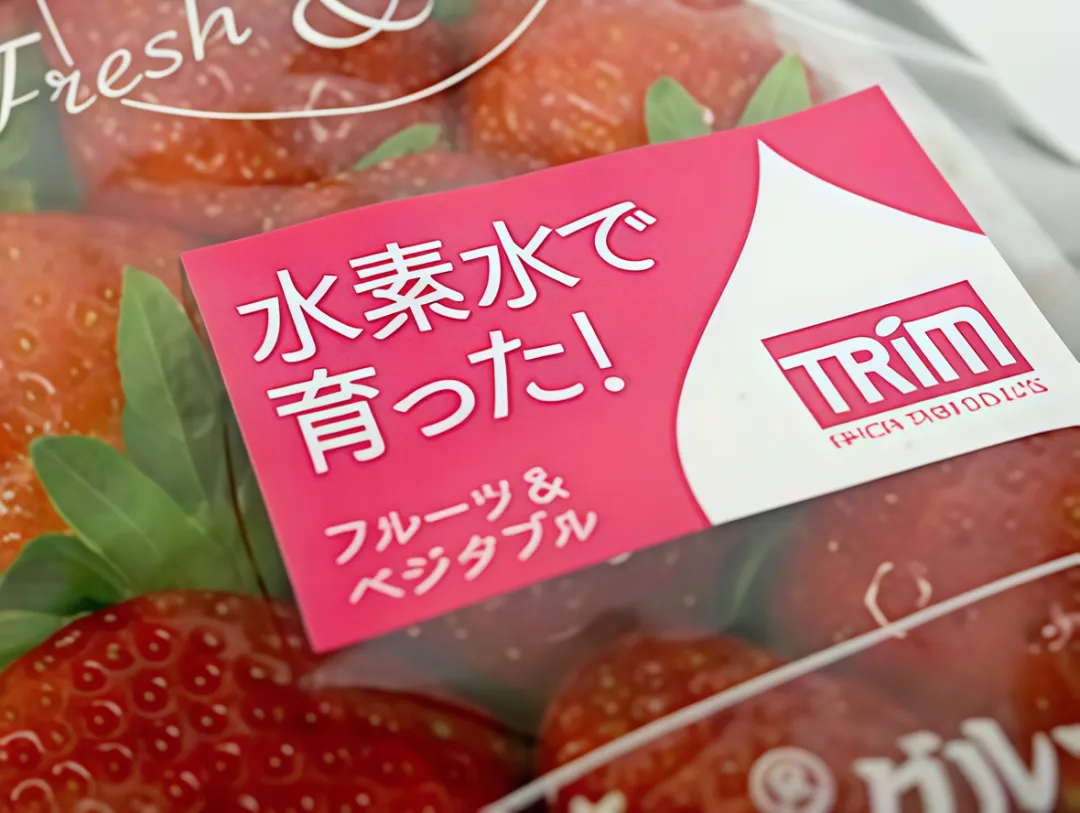 Fresh &
水素水で
育った!
フルーツ&
ベジタブル
TRim